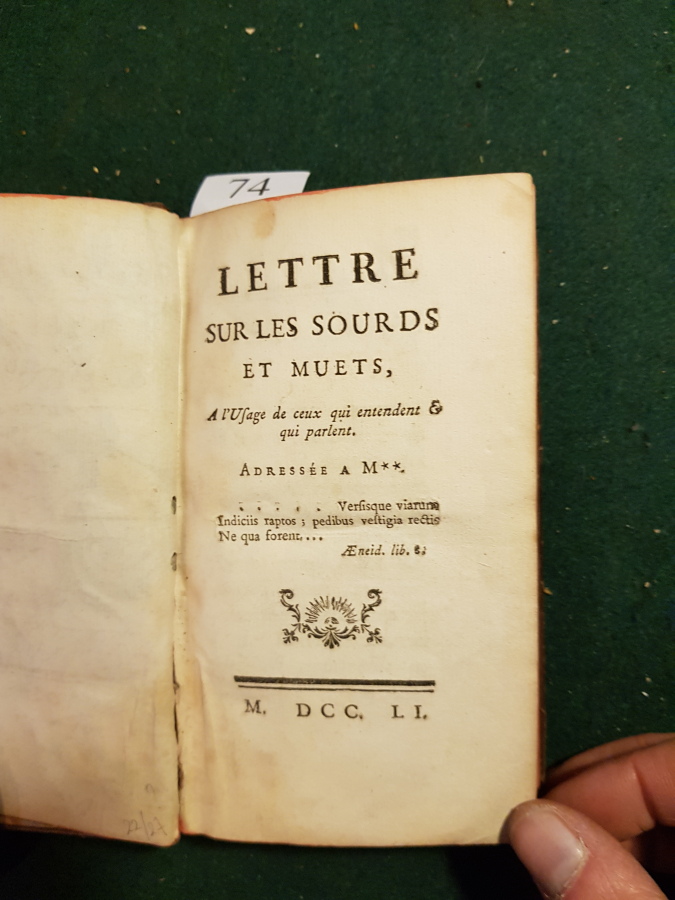 74
LETTRE
SUR LES SOURDS
ET MUETS,
A l'Uſage de ceux qui entendent &
qui parlent.
ADRESSÉE A M**.
. . . . . Verſisque viarum
Indiciis raptos ; pedibus veſtigia rectis
Ne qua forent....
Æneid. lib. 8;
M. DCC. LI.